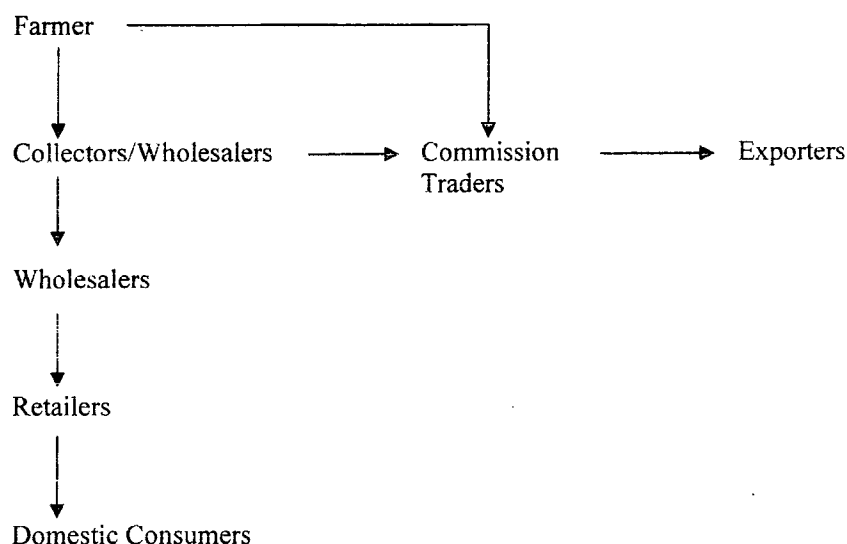 Farmer
Collectors/Wholesalers
Commission
Traders
Exporters
Wholesalers
Retailers
Domestic Consumers